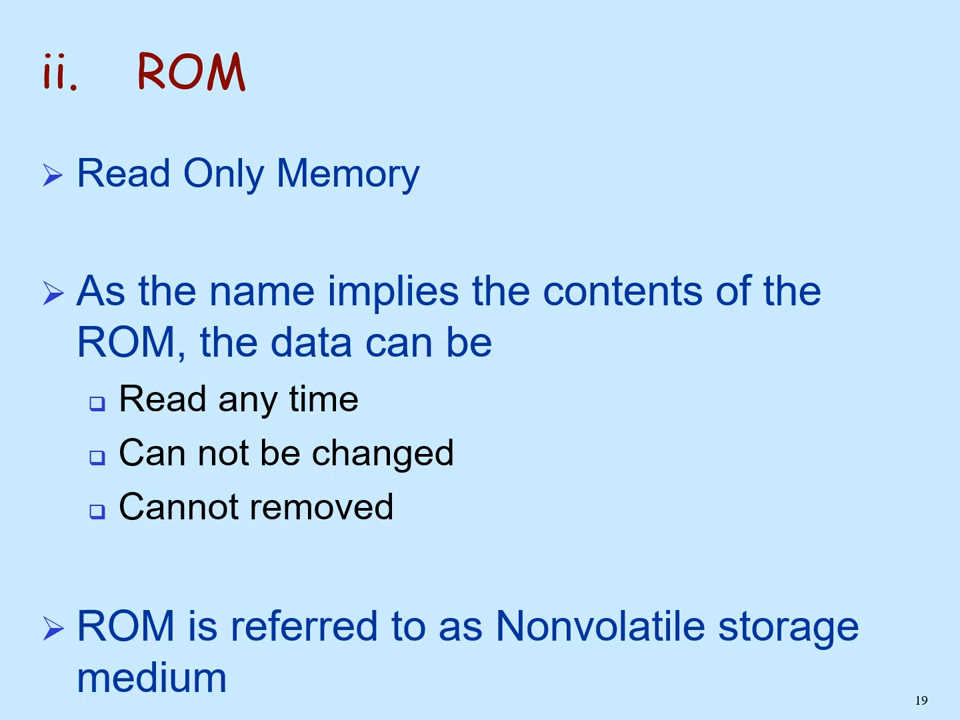 ii. ROM
Read Only Memory
As the name implies the contents of the
ROM, the data can be
Read any time
Can not be changed
Cannot removed
ROM is referred to as Nonvolatile storage
medium
19